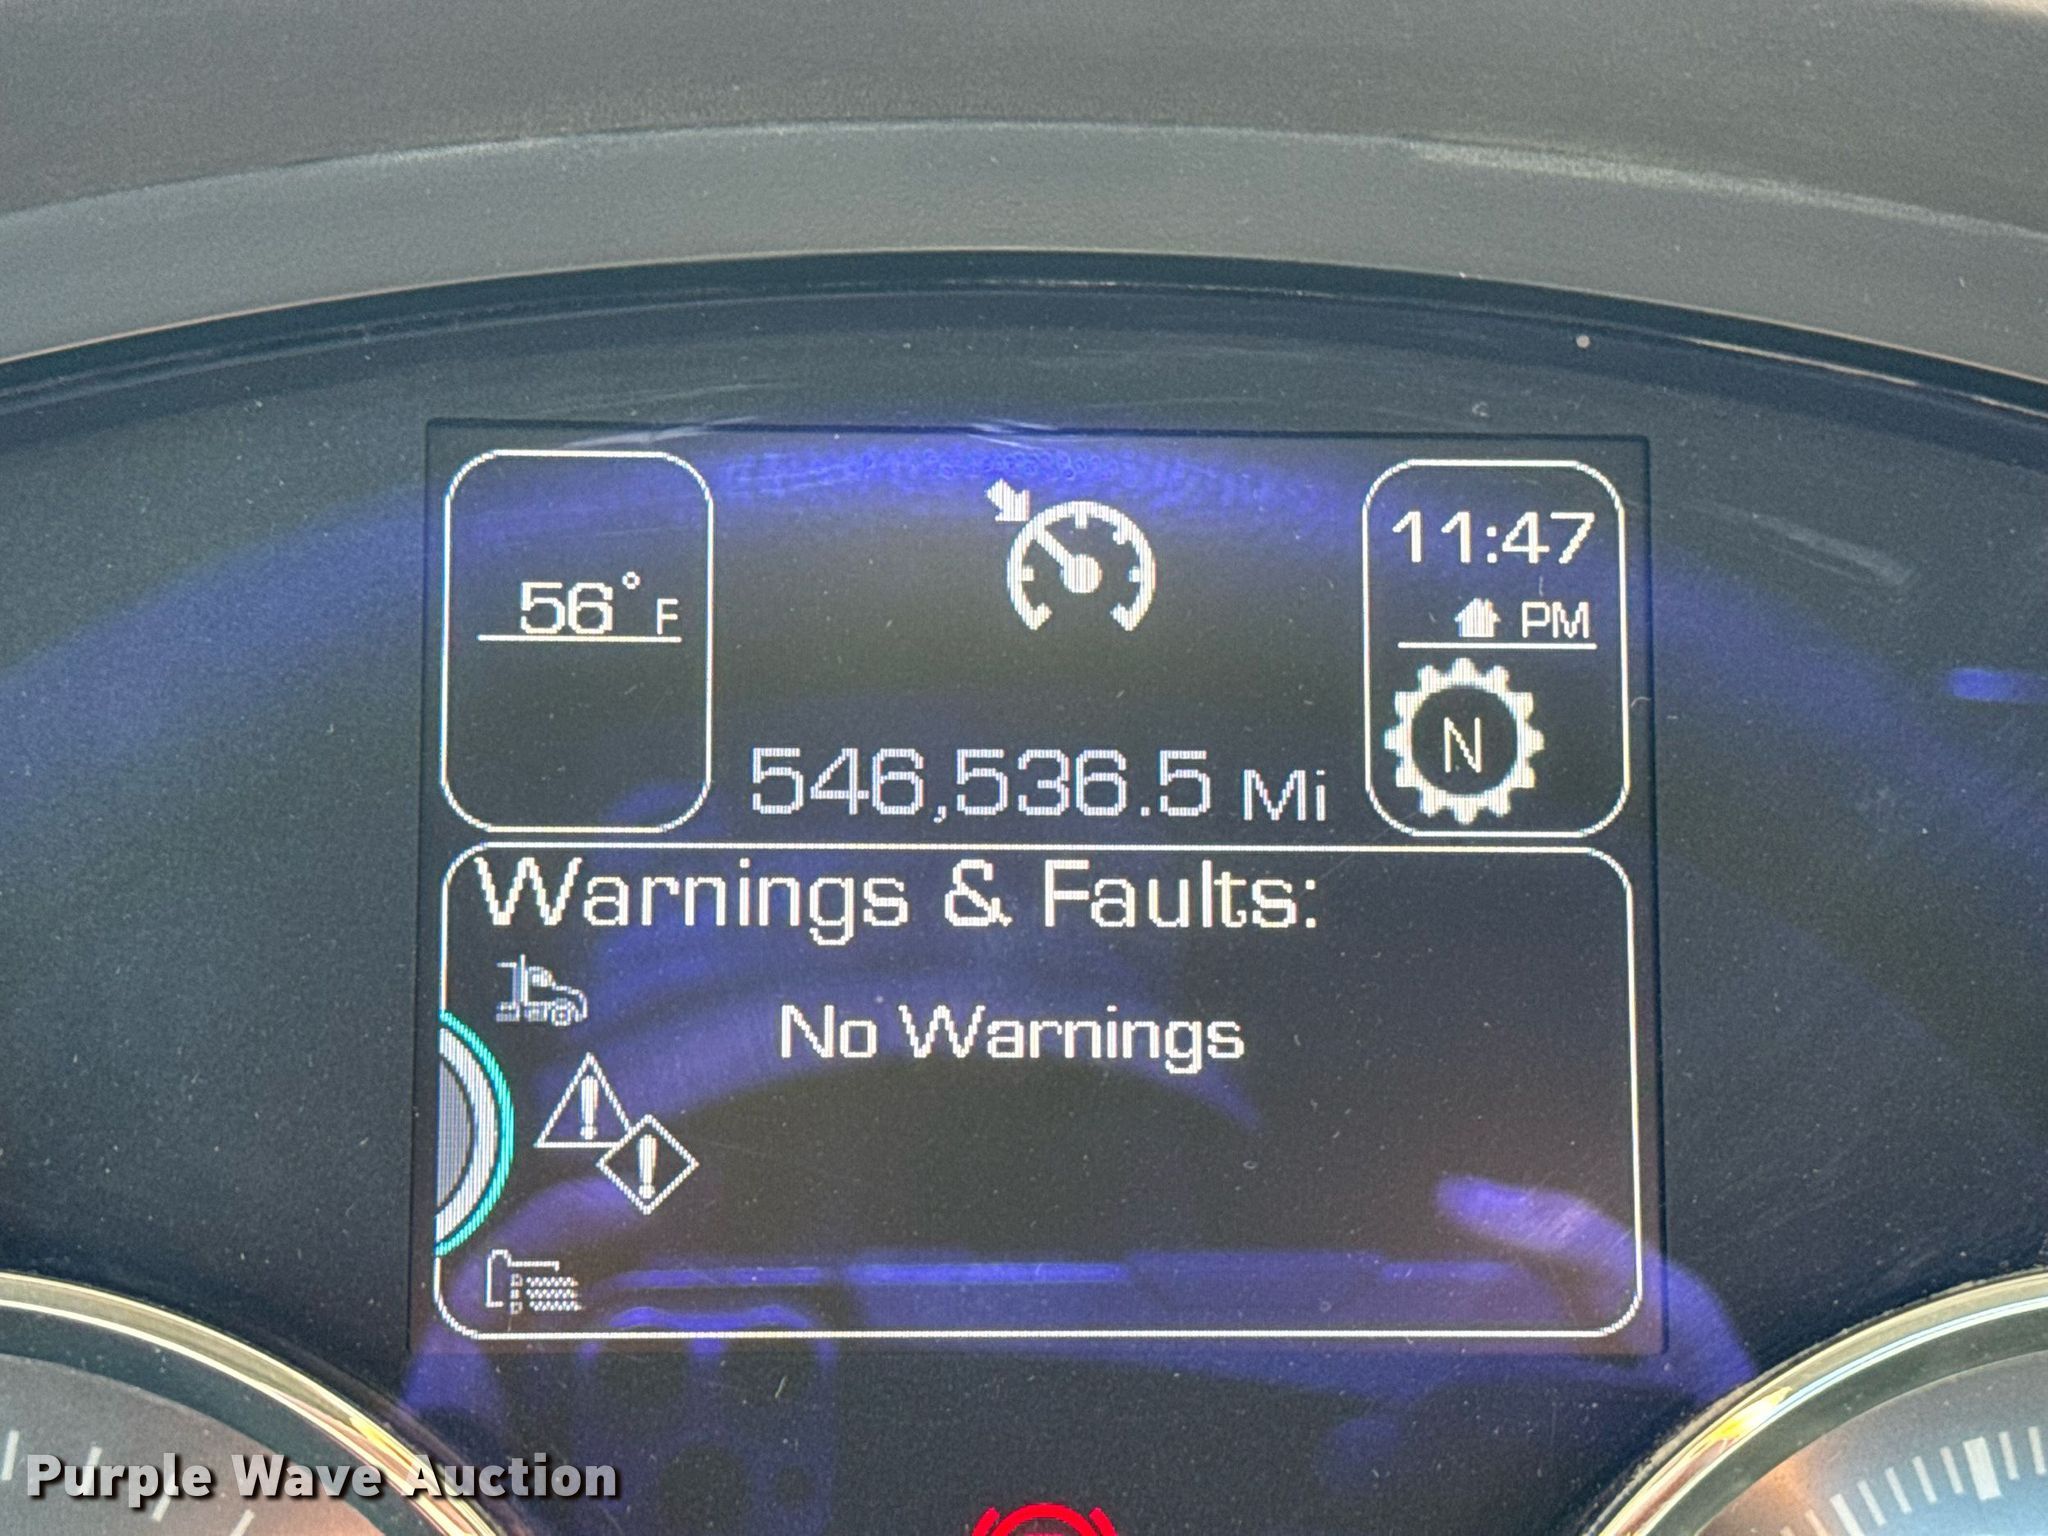 56° F
11:47
PM
N
546,536.5 Mi
Warnings & Faults:
No Warnings
Purple Wave Auction